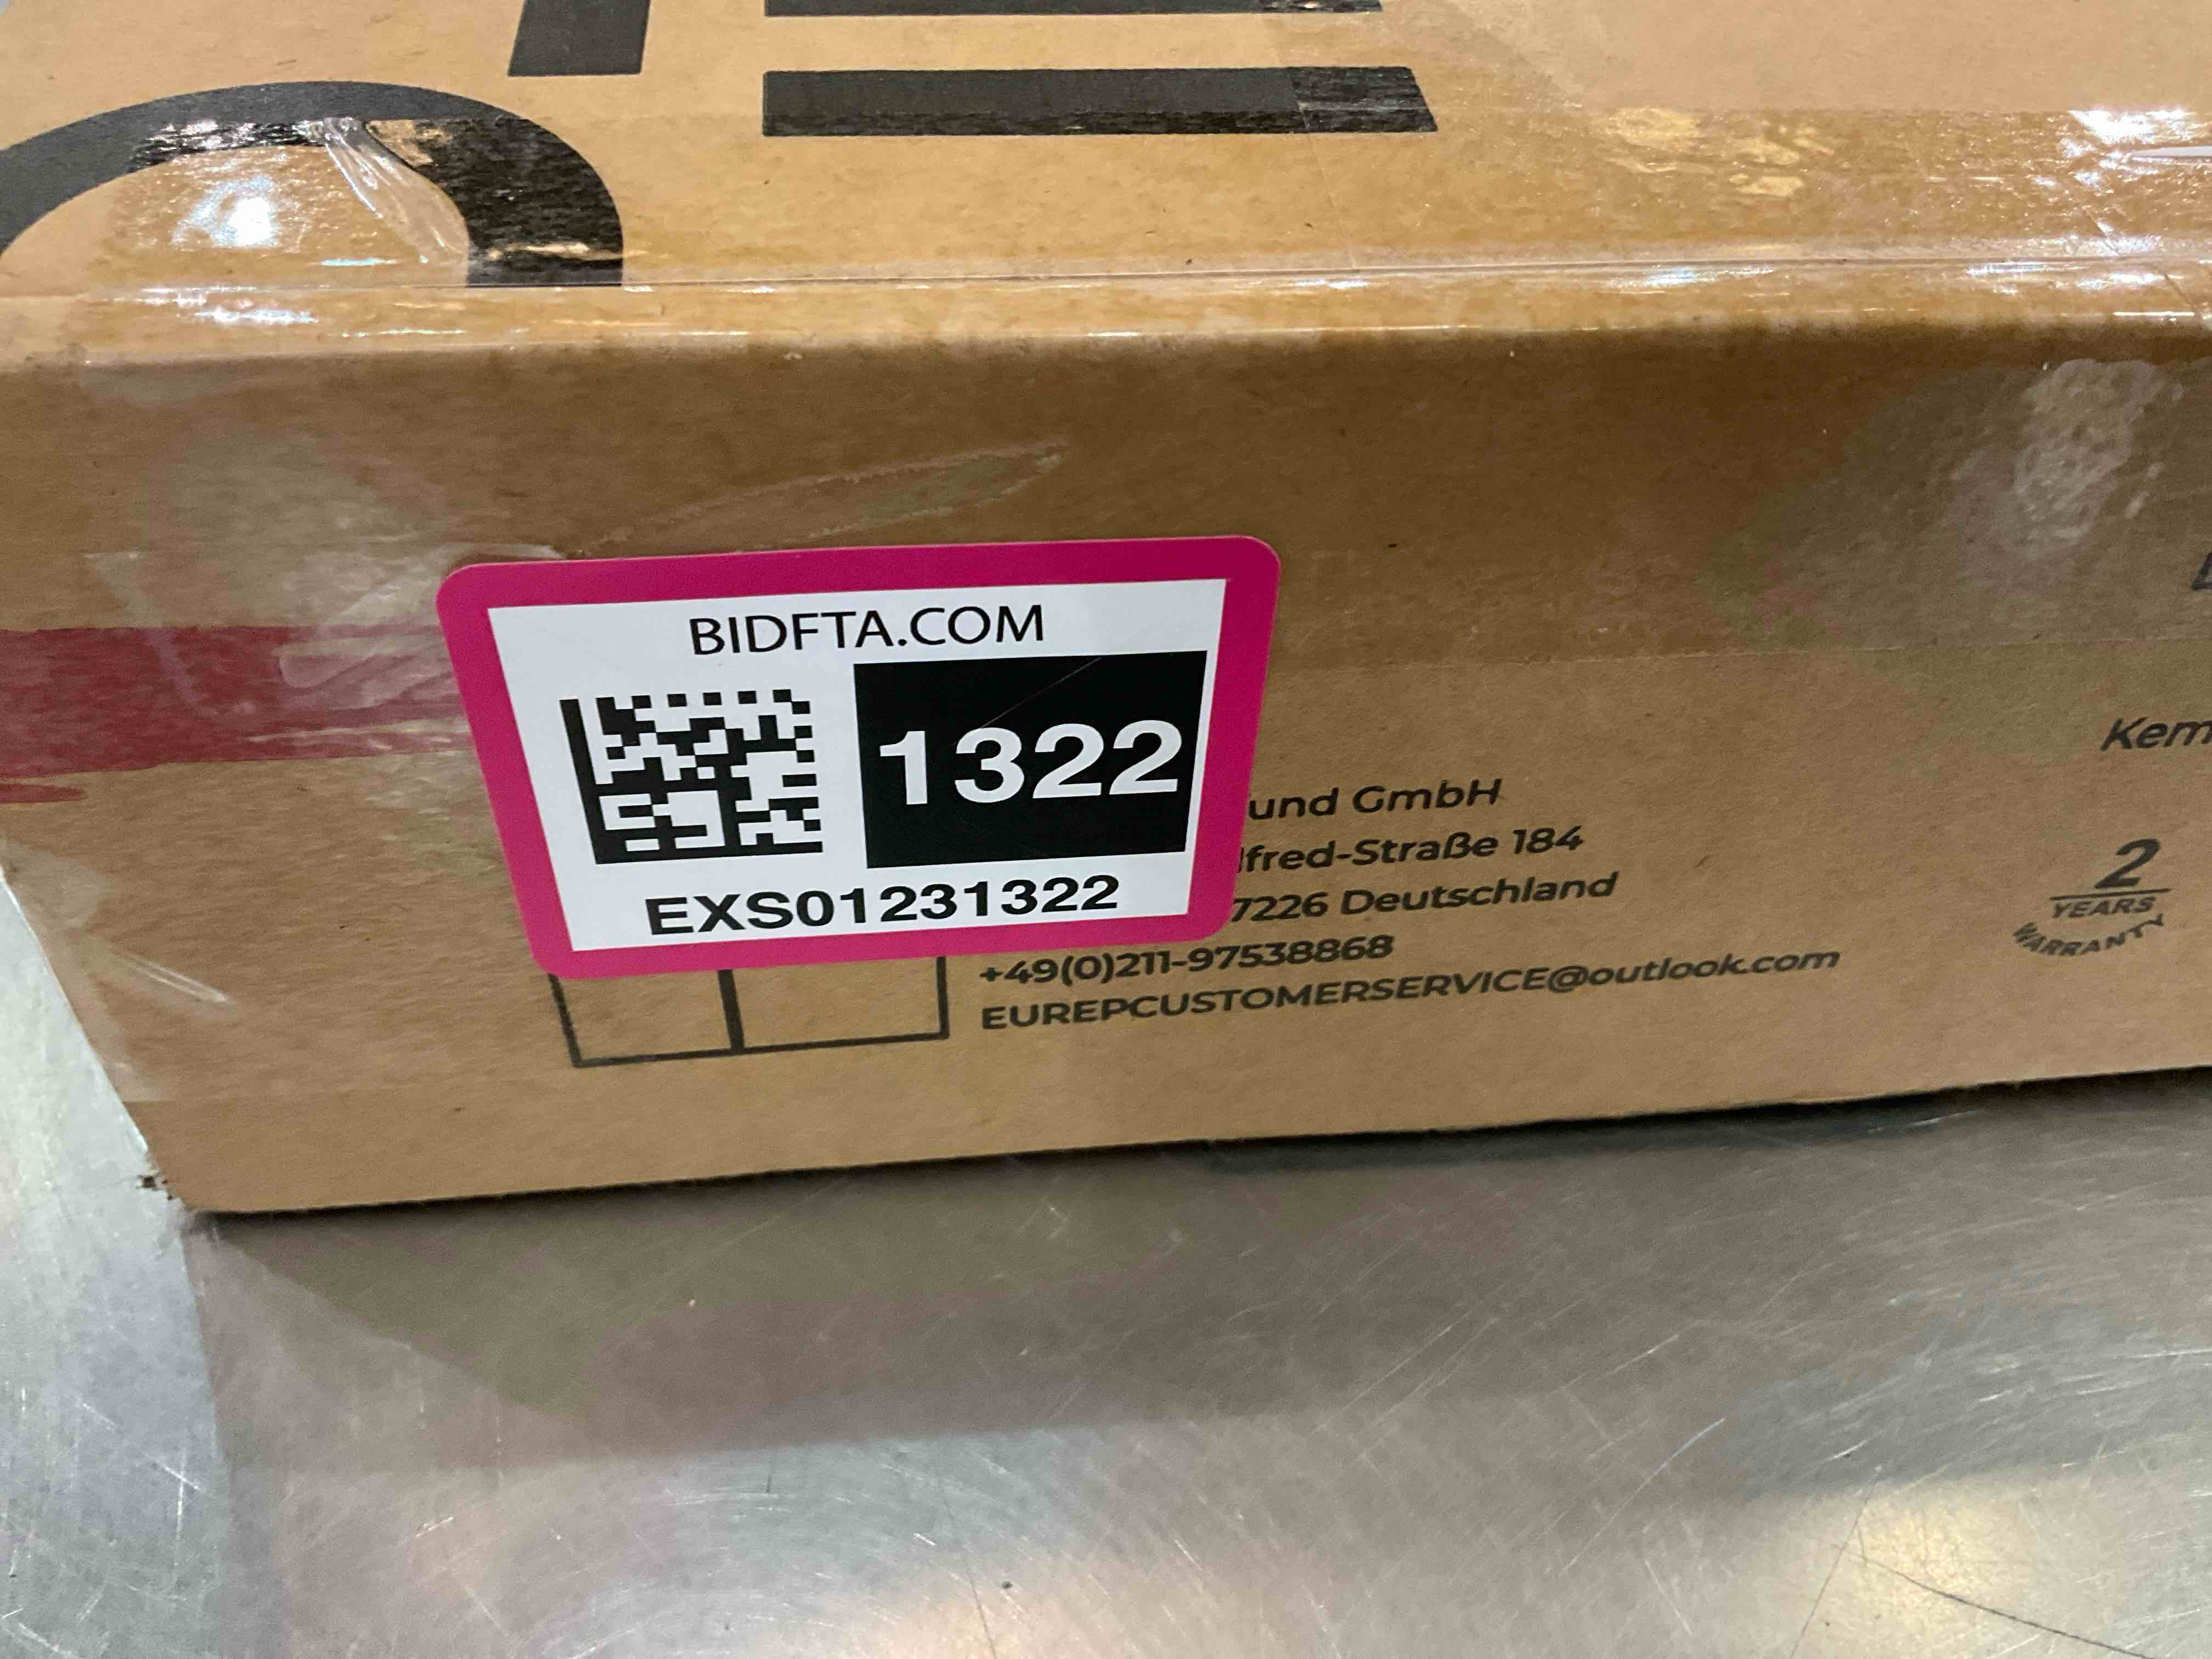 BIDFTA.COM
1322
EXS01231322
und GmbH
lfred-Straße 184
7226 Deutschland
+49(0)211-97538868
EUREPCUSTOMERSERVICE@outlook.com
Kem
2
YEARS
WARRANTY